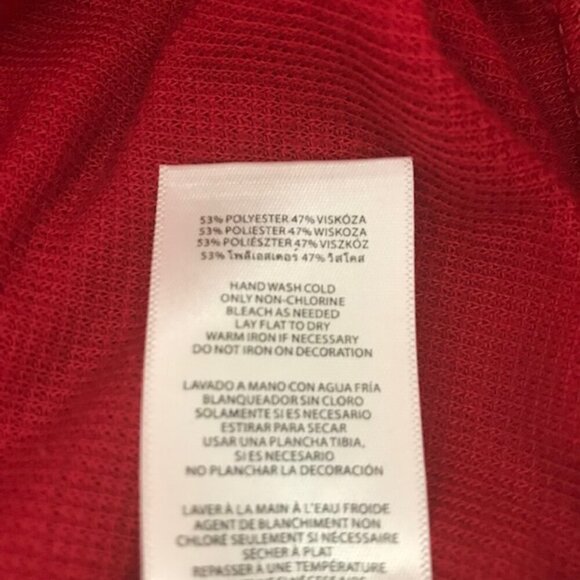 53% POLYESTER 47% VISKÓZA
53% POLIESTER 47% WISKOZA
53% POLIÉSZTER 47% VISZKÓZ
53% โพลีเอสเตอร์ 47% วิสโคส
HAND WASH COLD
ONLY NON-CHLORINE
BLEACH AS NEEDED
LAY FLAT TO DRY
WARM IRON IF NECESSARY
DO NOT IRON ON DECORATION
LAVADO A MANO CON AGUA FRÍA
BLANQUEADOR SIN CLORO
SOLAMENTE SI ES NECESARIO
ESTIRAR PARA SECAR
USAR UNA PLANCHA TIBIA,
SI ES NECESARIO
NO PLANCHAR LA DECORACIÓN
LAVER À LA MAIN À L'EAU FROIDE
AGENT DE BLANCHIMENT NON
CHLORÉ SEULEMENT SI NÉCESSAIRE
SÉCHER À PLAT
REPASSER À UNE TEMPÉRATURE